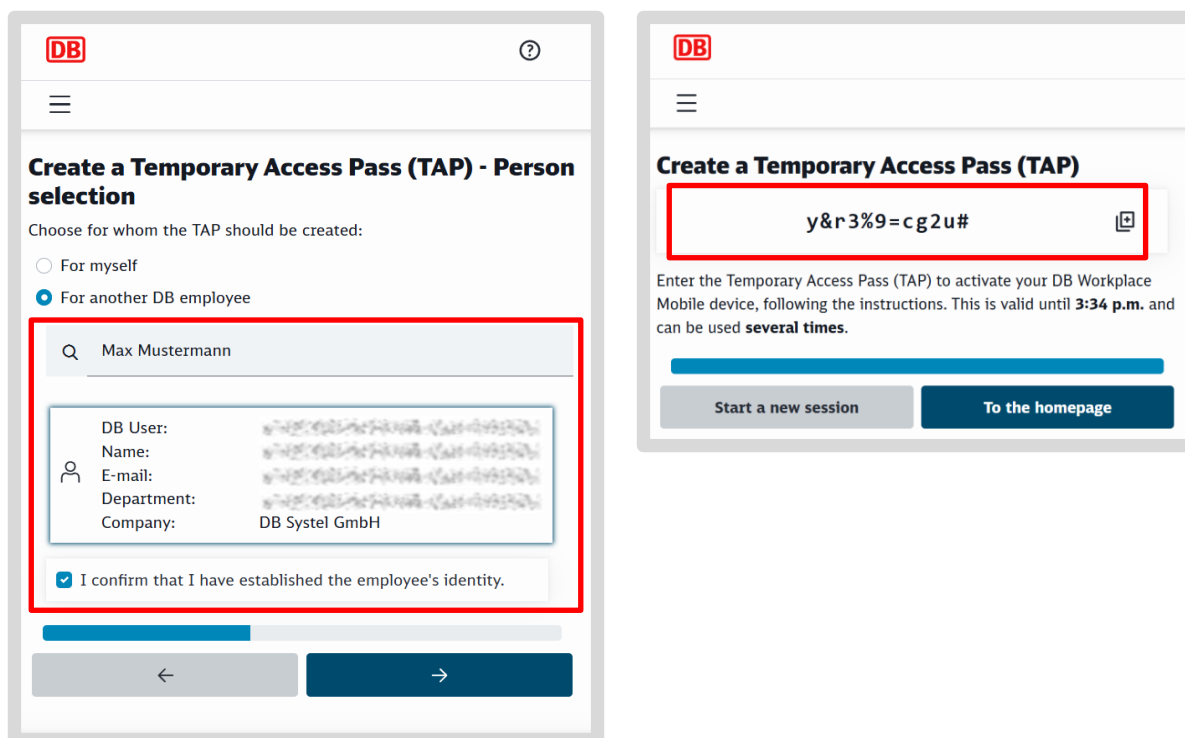 DB
Create a Temporary Access Pass (TAP) - Person
selection
Choose for whom the TAP should be created:
For myself
For another DB employee
Max Mustermann
DB User:
Name:
E-mail:
Department:
Company: DB Systel GmbH
I confirm that I have established the employee's identity.
DB
Create a Temporary Access Pass (TAP)
y&r3%9=cg2u#
Enter the Temporary Access Pass (TAP) to activate your DB Workplace
Mobile device, following the instructions. This is valid until 3:34 p.m. and
can be used several times.
Start a new session
To the homepage